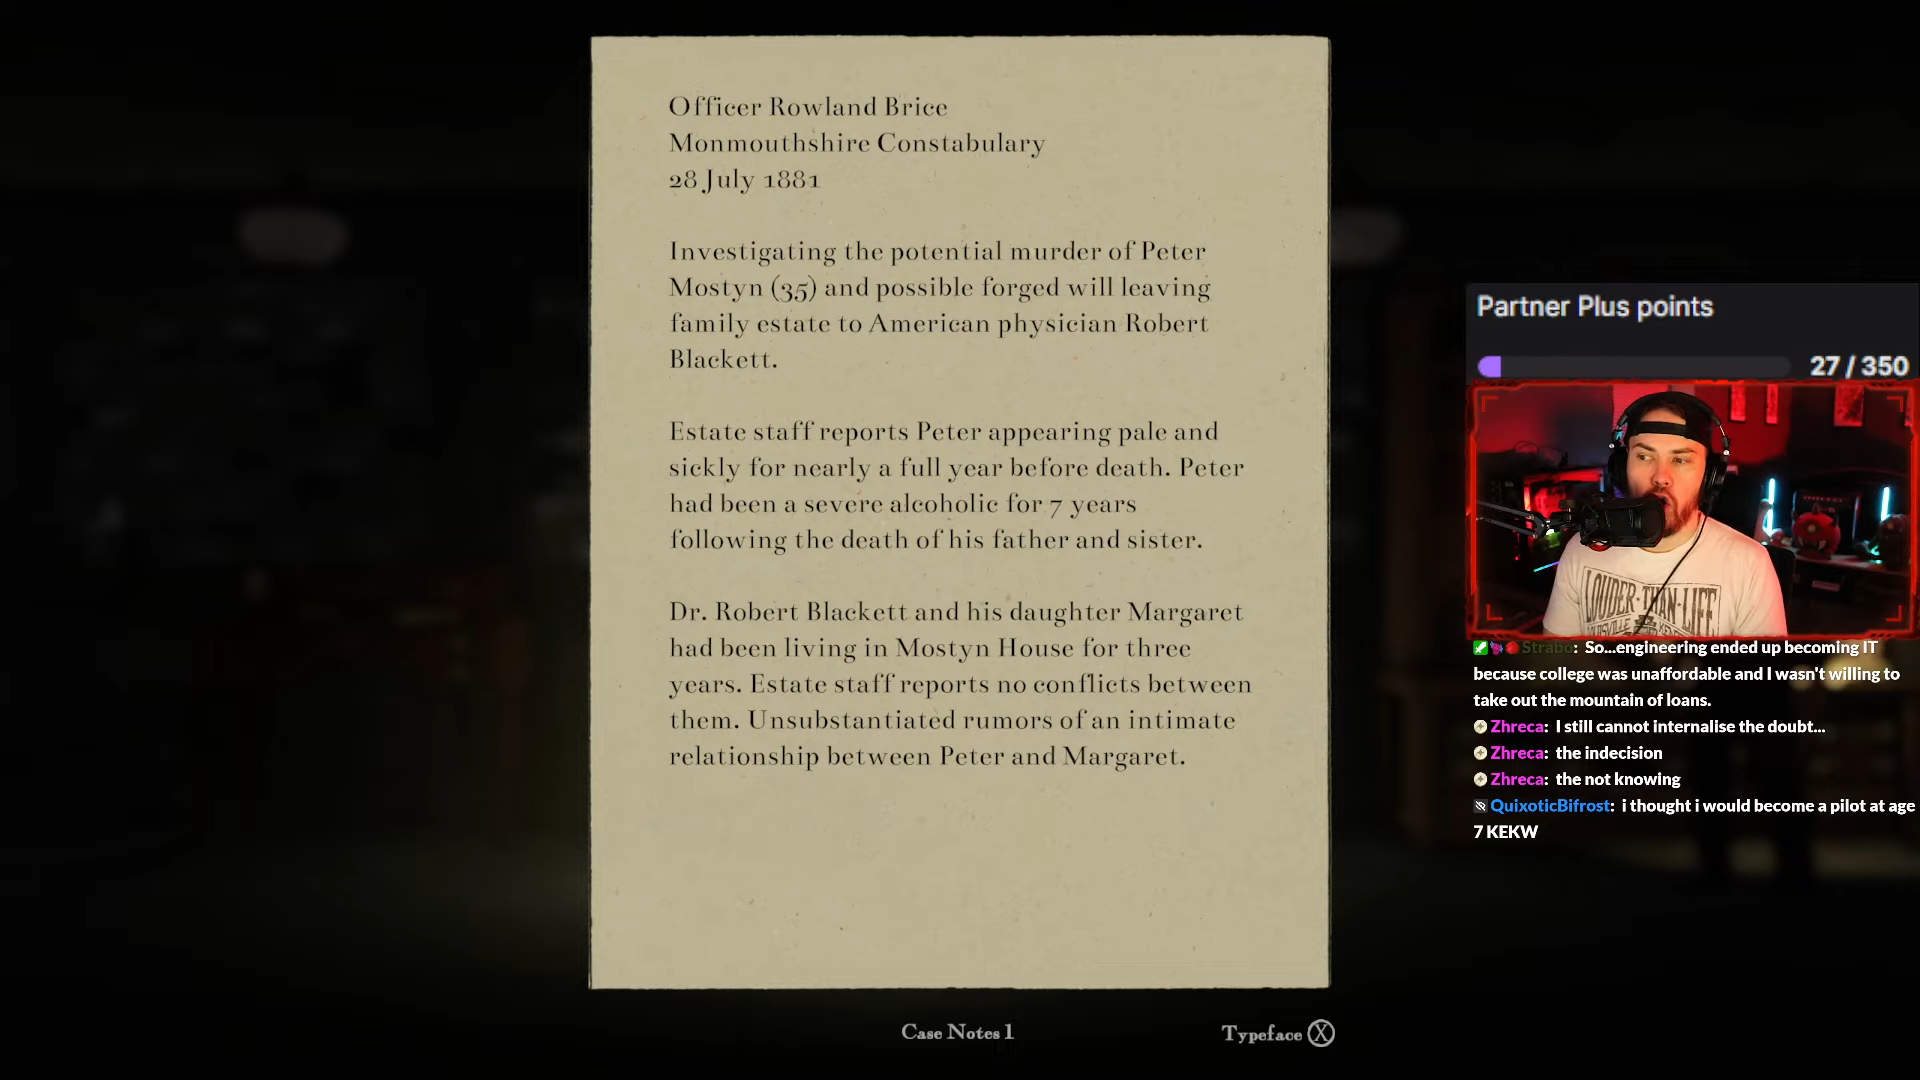 Officer Rowland Brice
Monmouthshire Constabulary
28 July 1881
Investigating the potential murder of Peter
Mostyn (35) and possible forged will leaving
family estate to American physician Robert
Blackett.
Estate staff reports Peter appearing pale and
sickly for nearly a full year before death. Peter
had been a severe alcoholic for 7 years
following the death of his father and sister.
Dr. Robert Blackett and his daughter Margaret
had been living in Mostyn House for three
years. Estate staff reports no conflicts between
them. Unsubstantiated rumors of an intimate
relationship between Peter and Margaret.
Case Notes 1
Typeface X
Partner Plus points
27 / 350
LOUDER-THAN-LIFE
Strabo: So...engineering ended up becoming IT
because college was unaffordable and I wasn't willing to
take out the mountain of loans.
Zhreca: I still cannot internalise the doubt...
Zhreca: the indecision
Zhreca: the not knowing
QuixoticBifrost: i thought i would become a pilot at age
7 KEKW